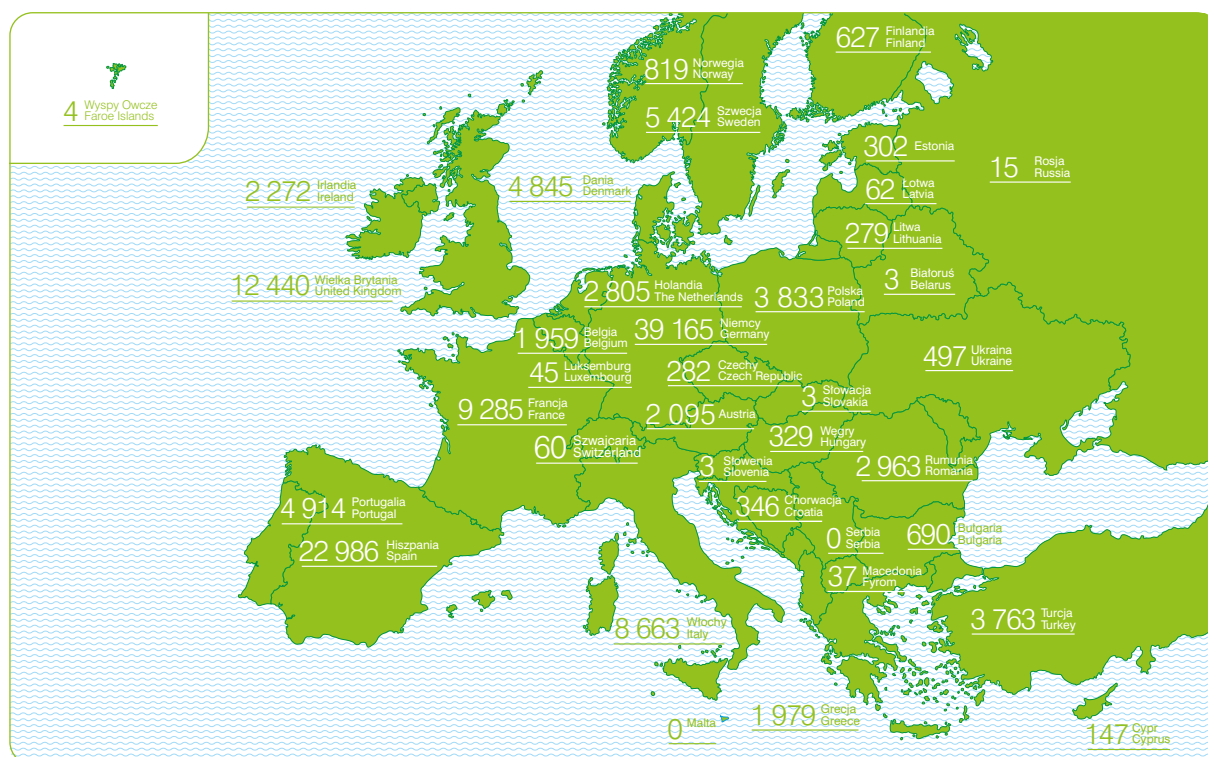 627 Finlandia
Finland
819 Norwegia
Norway
4 Wyspy Owcze
Faroe Islands
5 424 Szwecja
Sweden
302 Estonia
15 Rosja
Russia
2 272 Irlandia
Ireland
4 845 Dania
Denmark
62 Lotwa
Latvia
279 Litwa
Lithuania
12 440 Wielka Brytania
United Kingdom
2 805 Holandia
The Netherlands
3 833 Polska
Poland
3 Białoruś
Belarus
1 959 Belgia
Belgium
39 165 Niemcy
Germany
497 Ukraina
Ukraine
45 Luksemburg
Luxembourg
282 Czechy
Czech Republic
3 Słowacja
Slovakia
9 285 Francja
France
2 095 Austria
329 Węgry
Hungary
60 Szwajcaria
Switzerland
3 Słowenia
Slovenia
2 963 Rumunia
Romania
4 914 Portugalia
Portugal
346 Chorwacja
Croatia
22 986 Hiszpania
Spain
0 Serbia
Serbia
690 Bułgaria
Bulgaria
37 Macedonia
Fyrom
8 663 Włochy
Italy
3 763 Turcja
Turkey
0 Malta
1 979 Grecja
Greece
147 Cypr
Cyprus